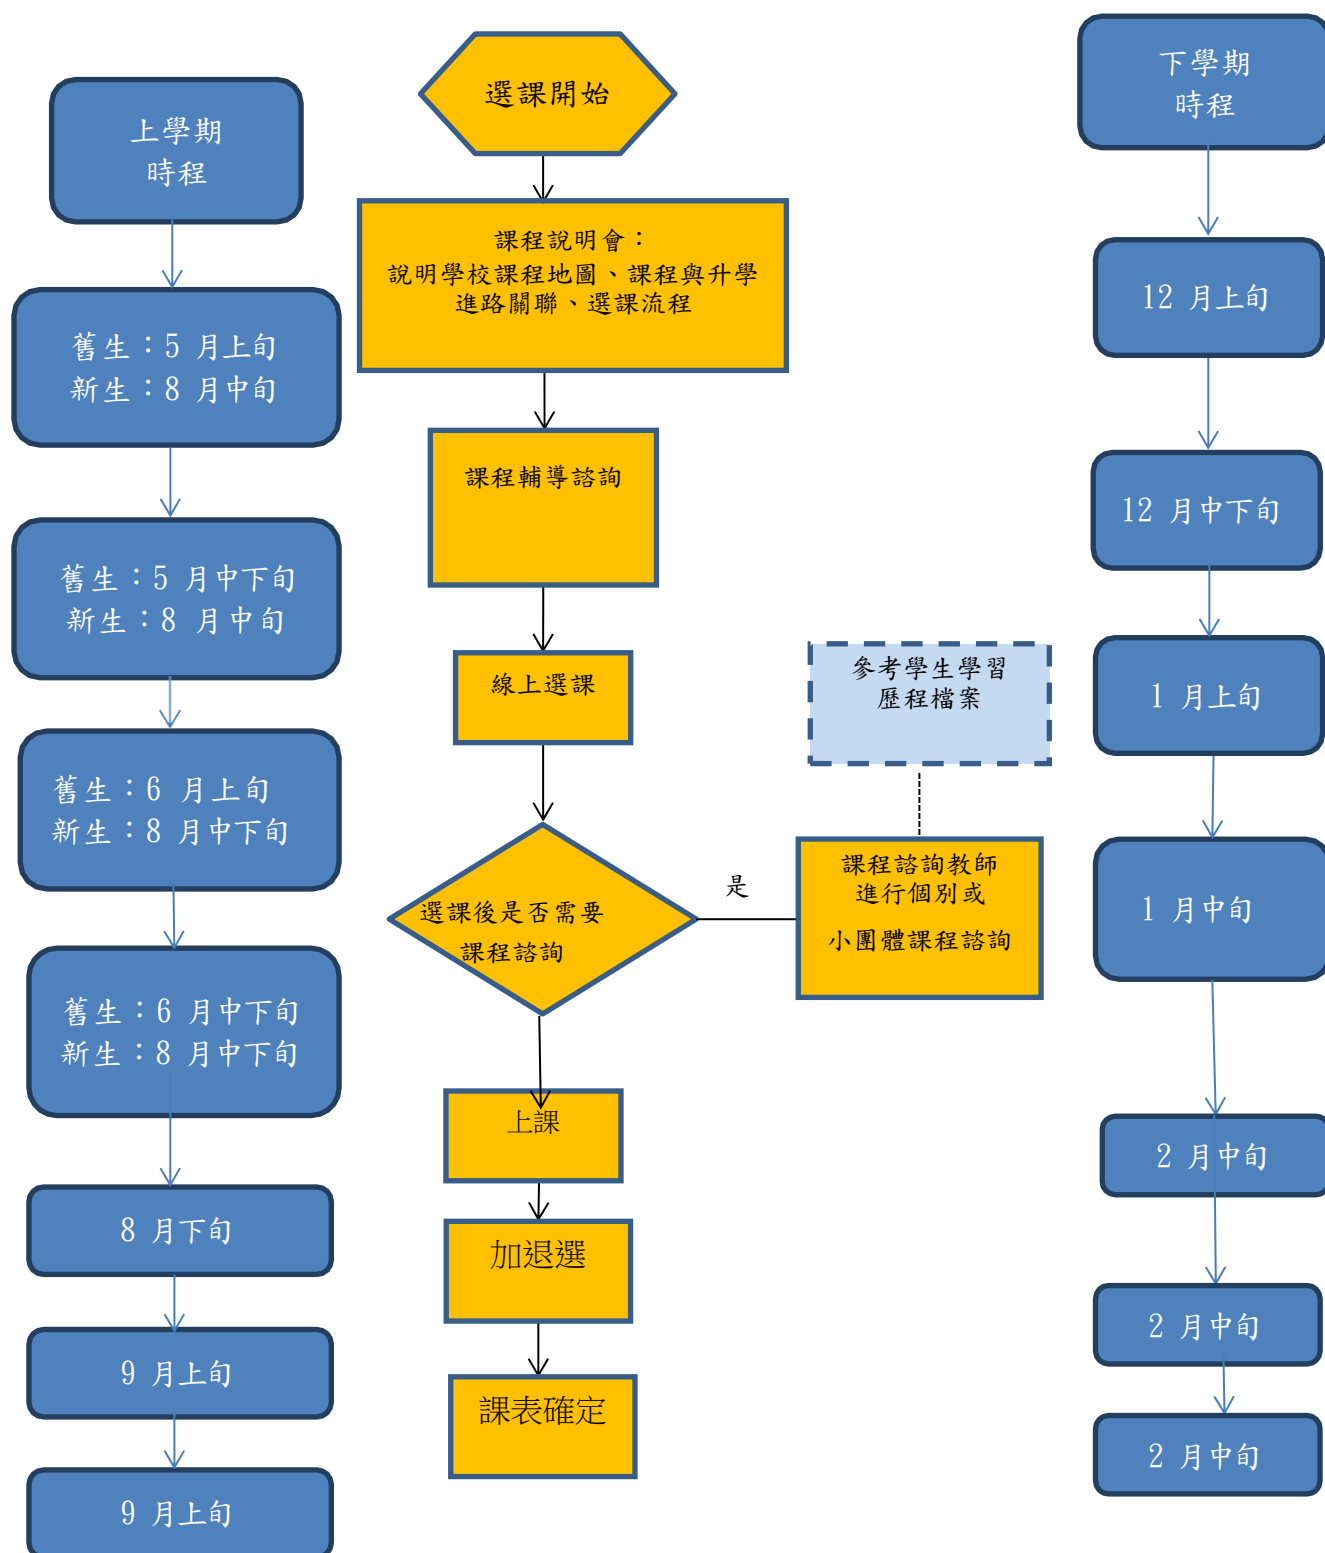 上學期
時程
舊生：5 月上旬
新生：8 月中旬
舊生：5 月中下旬
新生：8 月中旬
舊生：6 月上旬
新生：8 月中下旬
舊生：6 月中下旬
新生：8 月中下旬
8 月下旬
9 月上旬
9 月上旬
選課開始
課程說明會：
說明學校課程地圖、課程與升學
進路關聯、選課流程
課程輔導諮詢
線上選課
選課後是否需要
課程諮詢
是
參考學生學習
歷程檔案
課程諮詢教師
進行個別或
小團體課程諮詢
上課
加退選
課表確定
下學期
時程
12 月上旬
12 月中下旬
1 月上旬
1 月中旬
2 月中旬
2 月中旬
2 月中旬